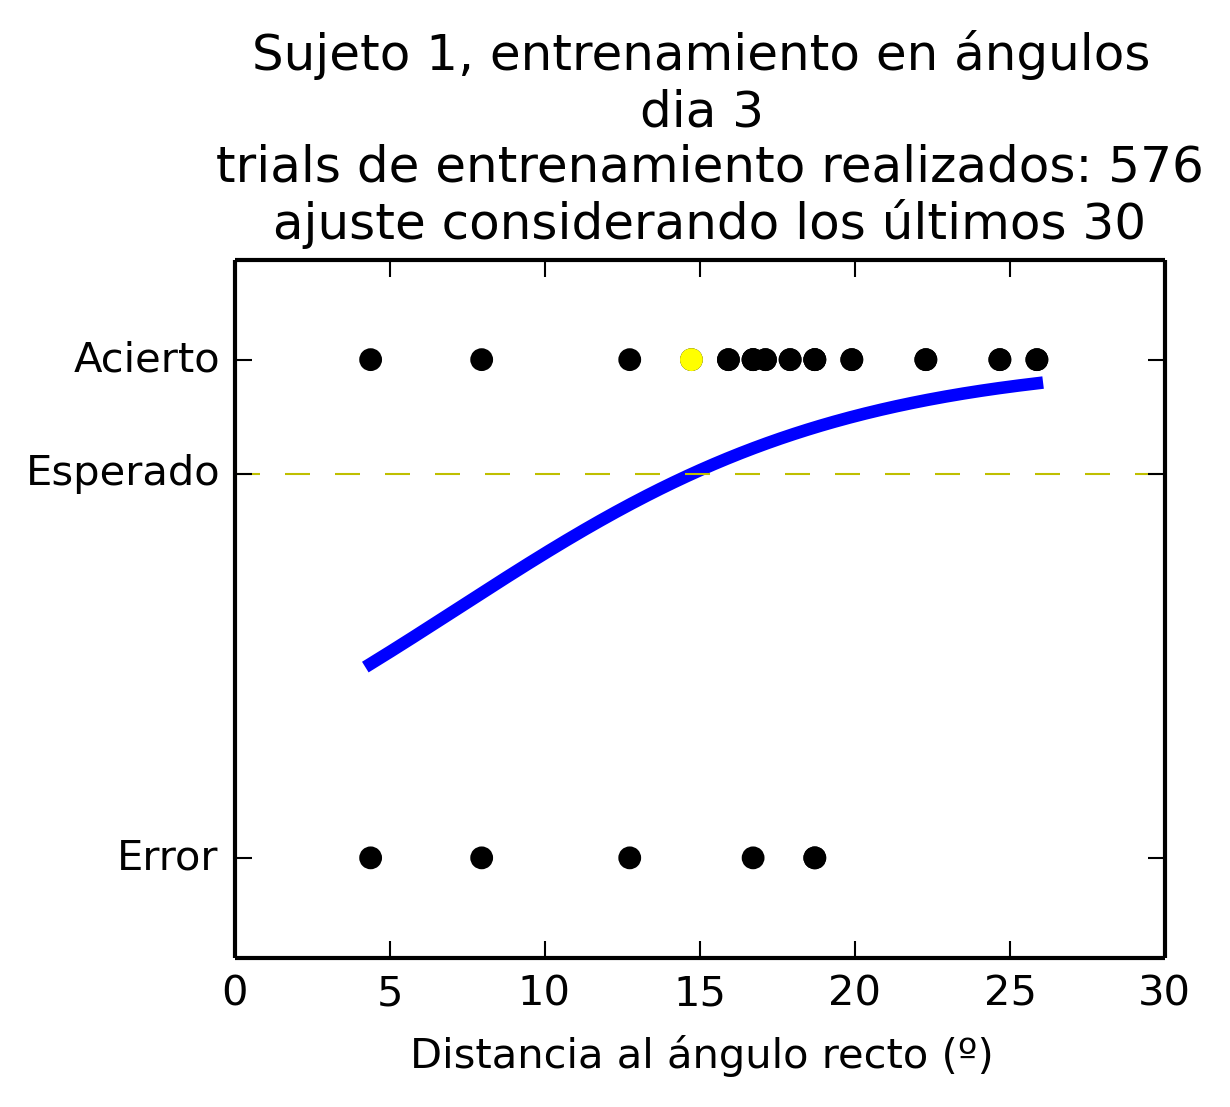 Sujeto 1, entrenamiento en ángulos
dia 3
trials de entrenamiento realizados: 576
ajuste considerando los últimos 30
Acierto
Esperado
Error
0 5 10 15 20 25 30
Distancia al ángulo recto (º)